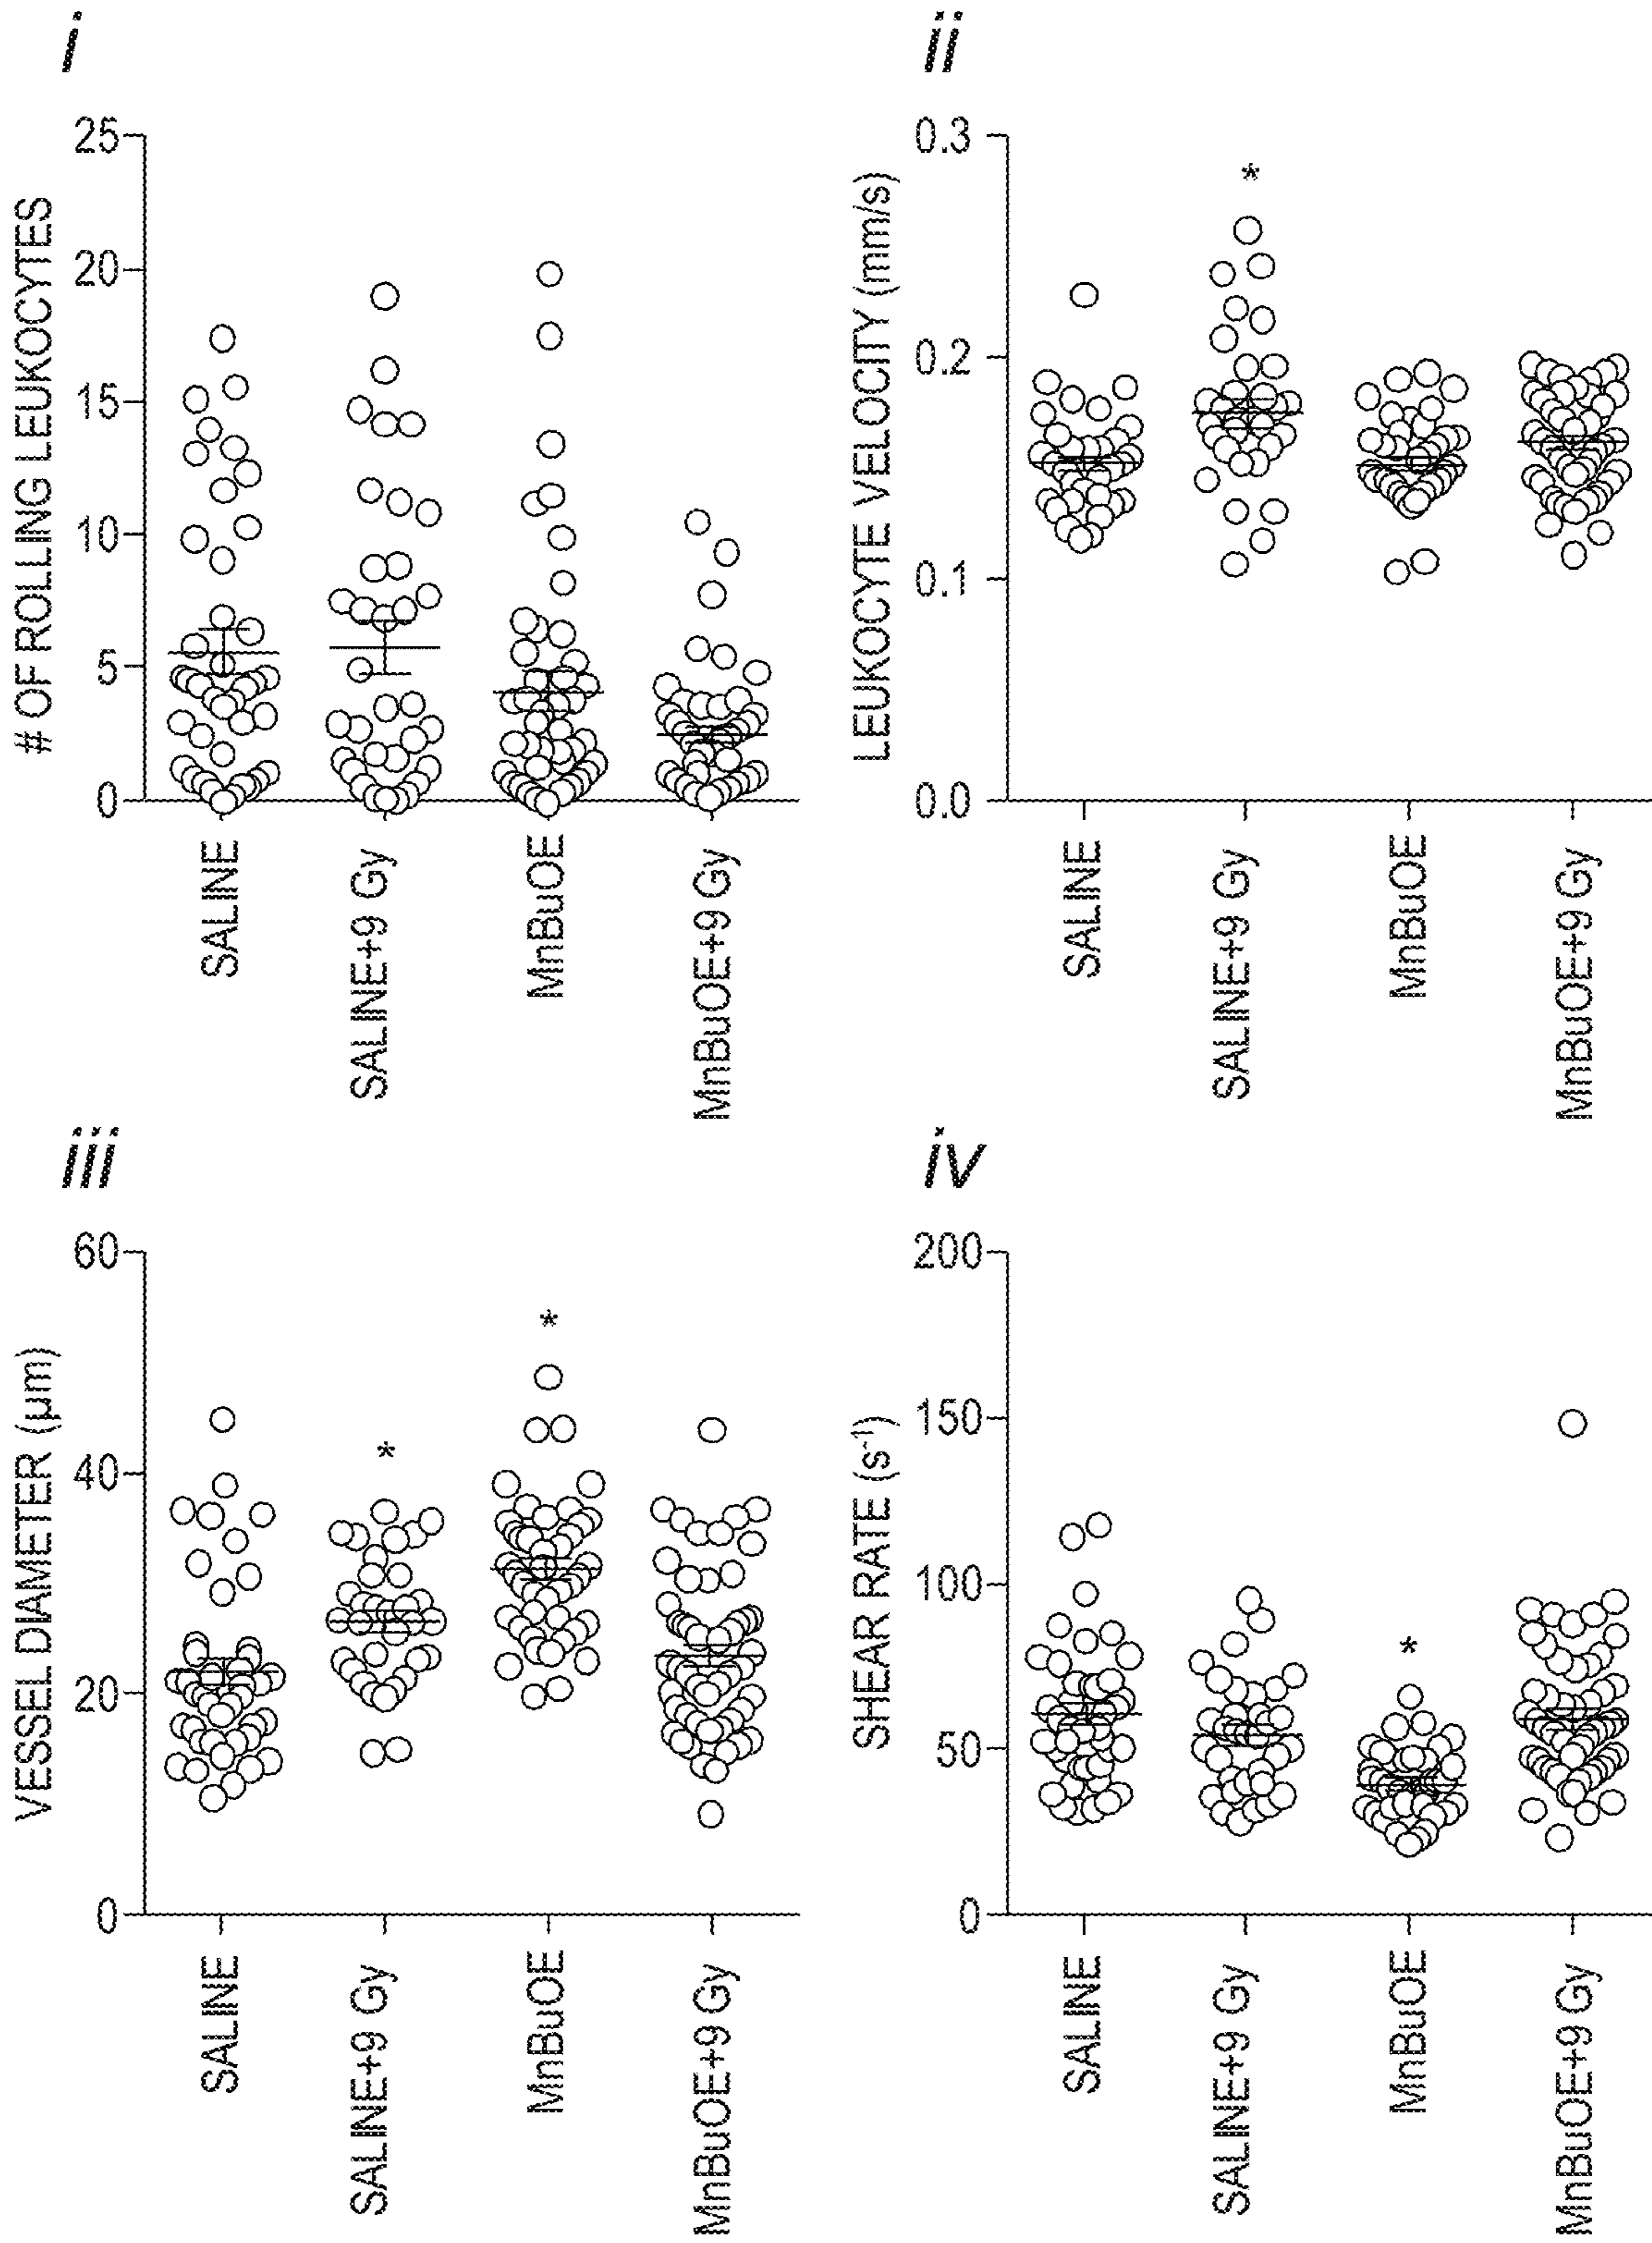 i
# OF ROLLING LEUKOCYTES
25
20
15
10
5
0
SALINE
SALINE+9 Gy
MnBuOE
MnBuOE+9 Gy
ii
LEUKOCYTE VELOCITY (mm/s)
0.3
0.2
0.1
0.0
*
SALINE
SALINE+9 Gy
MnBuOE
MnBuOE+9 Gy
iii
VESSEL DIAMETER (µm)
60
40
20
0
*
*
SALINE
SALINE+9 Gy
MnBuOE
MnBuOE+9 Gy
iv
SHEAR RATE (s⁻¹)
200
150
100
50
0
*
SALINE
SALINE+9 Gy
MnBuOE
MnBuOE+9 Gy